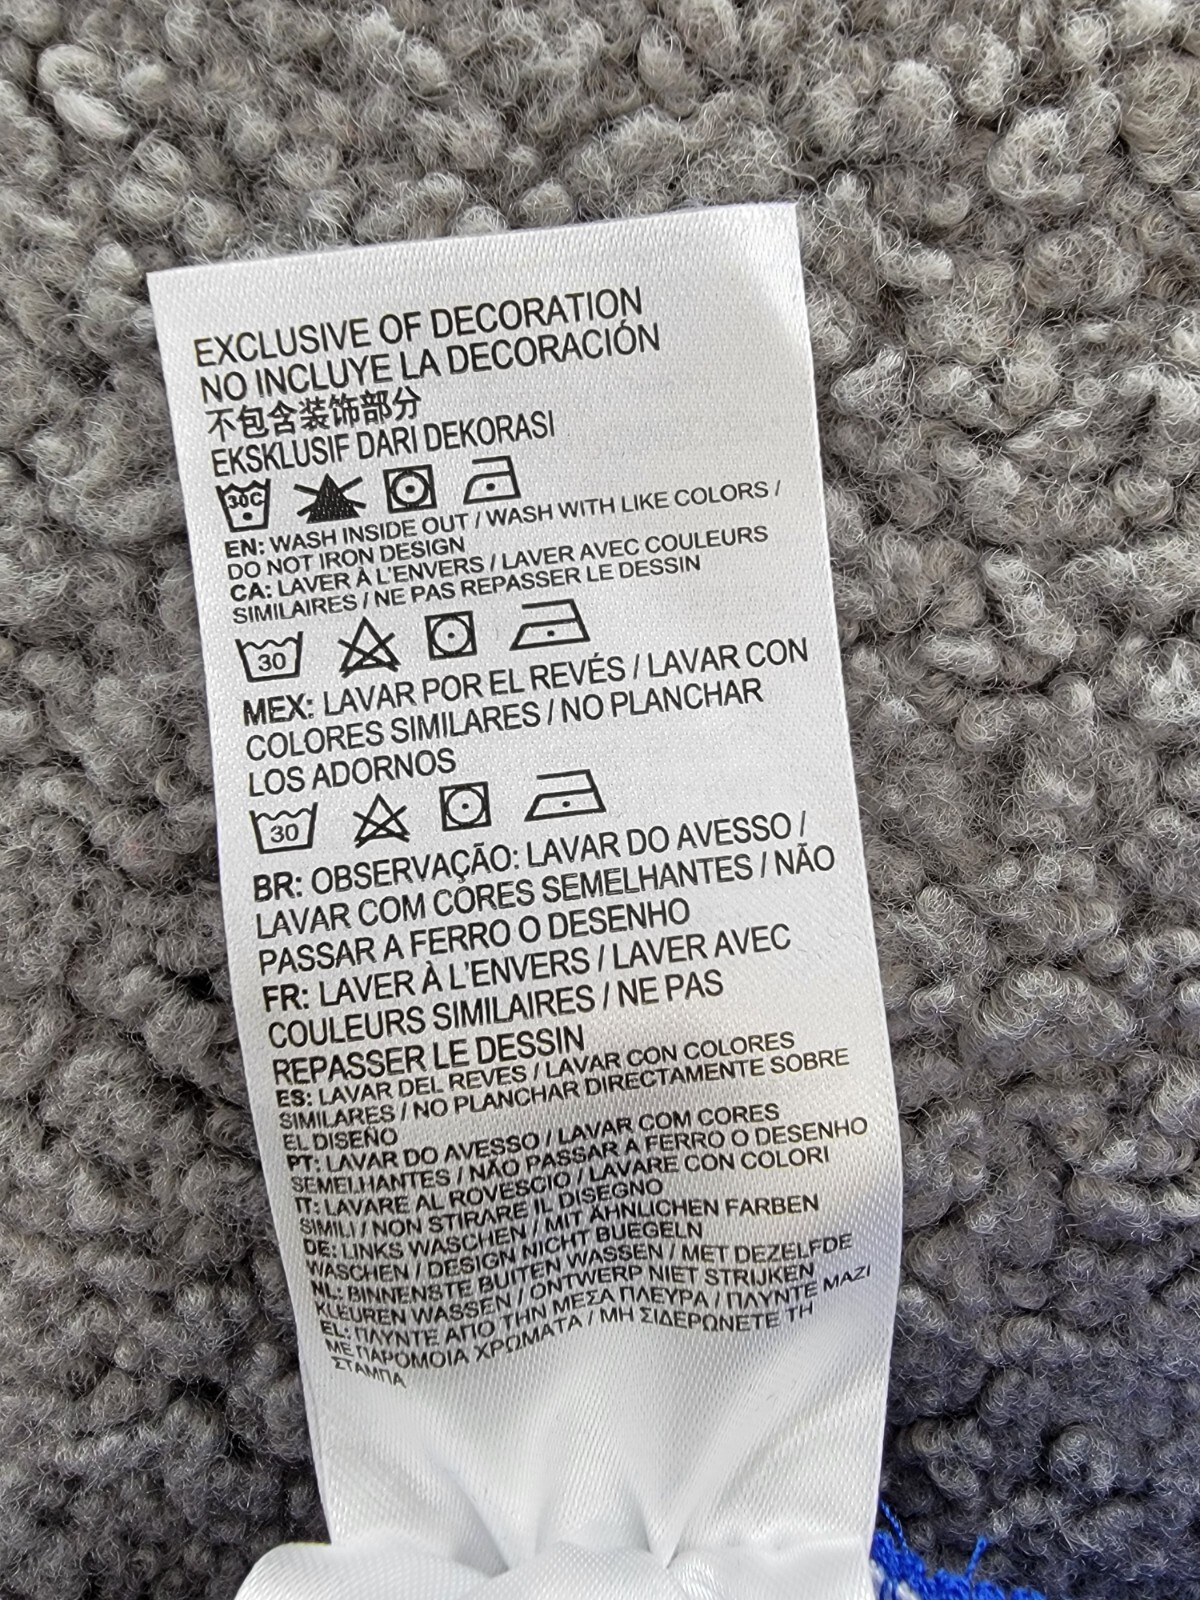 EXCLUSIVE OF DECORATION
NO INCLUYE LA DECORACIÓN
不包含装饰部分
EKSKLUSIF DARI DEKORASI
30C
EN: WASH INSIDE OUT / WASH WITH LIKE COLORS /
DO NOT IRON DESIGN
CA: LAVER À L'ENVERS / LAVER AVEC COULEURS
SIMILAIRES / NE PAS REPASSER LE DESSIN
30
MEX: LAVAR POR EL REVÉS / LAVAR CON
COLORES SIMILARES / NO PLANCHAR
LOS ADORNOS
30
BR: OBSERVAÇÃO: LAVAR DO AVESSO /
LAVAR COM CORES SEMELHANTES / NÃO
PASSAR A FERRO O DESENHO
FR: LAVER À L'ENVERS / LAVER AVEC
COULEURS SIMILAIRES / NE PAS
REPASSER LE DESSIN
ES: LAVAR DEL REVES / LAVAR CON COLORES
SIMILARES / NO PLANCHAR DIRECTAMENTE SOBRE
EL DISEÑO
PT: LAVAR DO AVESSO / LAVAR COM CORES
SEMELHANTES / NÃO PASSAR A FERRO O DESENHO
IT: LAVARE AL ROVESCIO / LAVARE CON COLORI
SIMILI / NON STIRARE IL DISEGNO
DE: LINKS WASCHEN / MIT ÄHNLICHEN FARBEN
WASCHEN / DESIGN NICHT BUEGELN
NL: BINNENSTE BUITEN WASSEN / MET DEZELFDE
KLEUREN WASSEN / ONTWERP NIET STRIJKEN
EL: ΠΛΥΝΤΕ ΑΠΟ ΤΗΝ ΜΕΣΑ ΠΛΕΥΡΑ / ΠΛΥΝΤΕ ΜΑΖΙ
ΜΕ ΠΑΡΟΜΟΙΑ ΧΡΩΜΑΤΑ / ΜΗ ΣΙΔΕΡΩΝΕΤΕ ΤΗ
ΣΤΑΜΠΑ